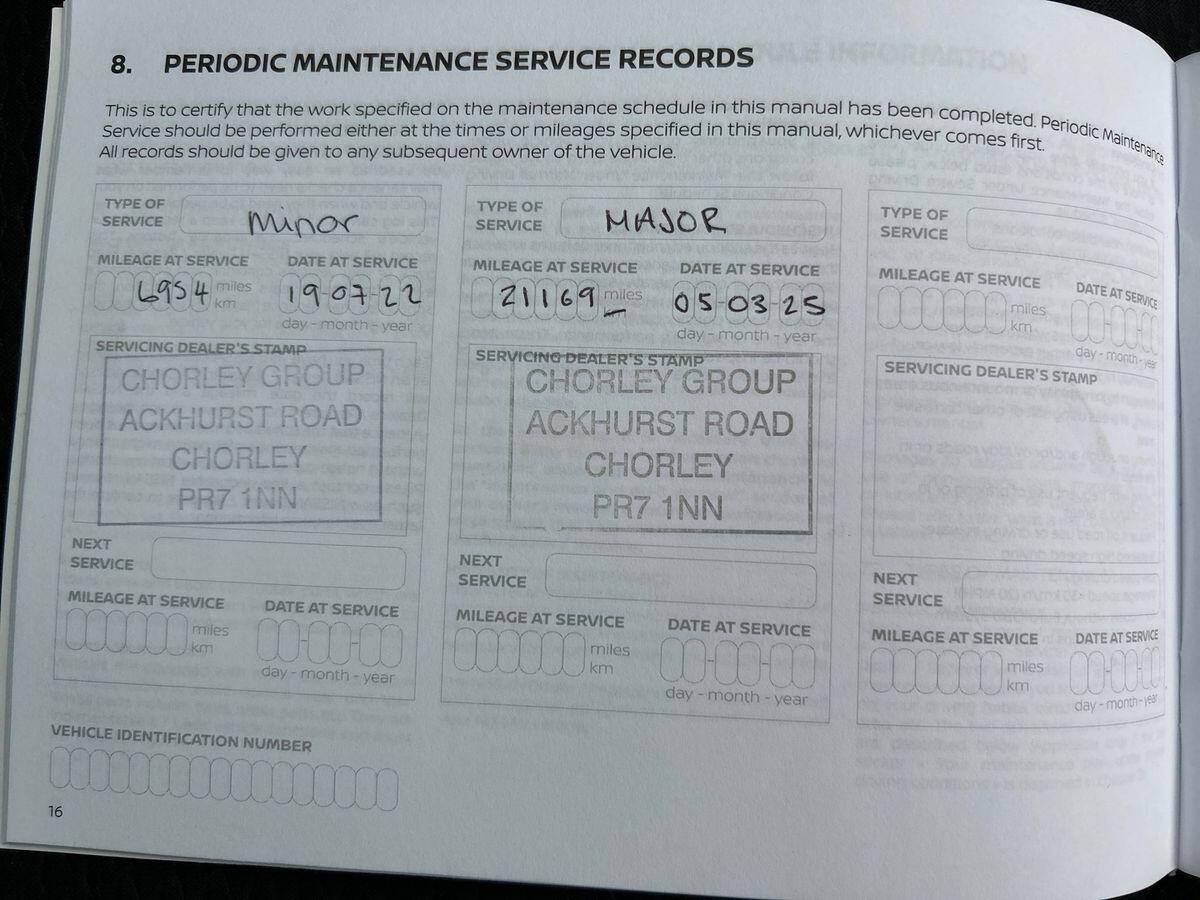 8. PERIODIC MAINTENANCE SERVICE RECORDS
This is to certify that the work specified on the maintenance schedule in this manual has been completed. Periodic Maintenance
Service should be performed either at the times or mileages specified in this manual, whichever comes first.
All records should be given to any subsequent owner of the vehicle.
TYPE OF
SERVICE
Minor
MILEAGE AT SERVICE
DATE AT SERVICE
6954
miles
km
19-07-22
day - month - year
SERVICING DEALER'S STAMP
CHORLEY GROUP
ACKHURST ROAD
CHORLEY
PR7 1NN
NEXT
SERVICE
MILEAGE AT SERVICE
DATE AT SERVICE
miles
km
day - month - year
TYPE OF
SERVICE
MAJOR
MILEAGE AT SERVICE
DATE AT SERVICE
21169
miles
05-03-25
day - month - year
SERVICING DEALER'S STAMP
CHORLEY GROUP
ACKHURST ROAD
CHORLEY
PR7 1NN
NEXT
SERVICE
MILEAGE AT SERVICE
DATE AT SERVICE
miles
km
day - month - year
TYPE OF
SERVICE
MILEAGE AT SERVICE
DATE AT SERVICE
miles
km
day - month - year
SERVICING DEALER'S STAMP
NEXT
SERVICE
MILEAGE AT SERVICE
DATE AT SERVICE
miles
km
day - month - year
VEHICLE IDENTIFICATION NUMBER
16